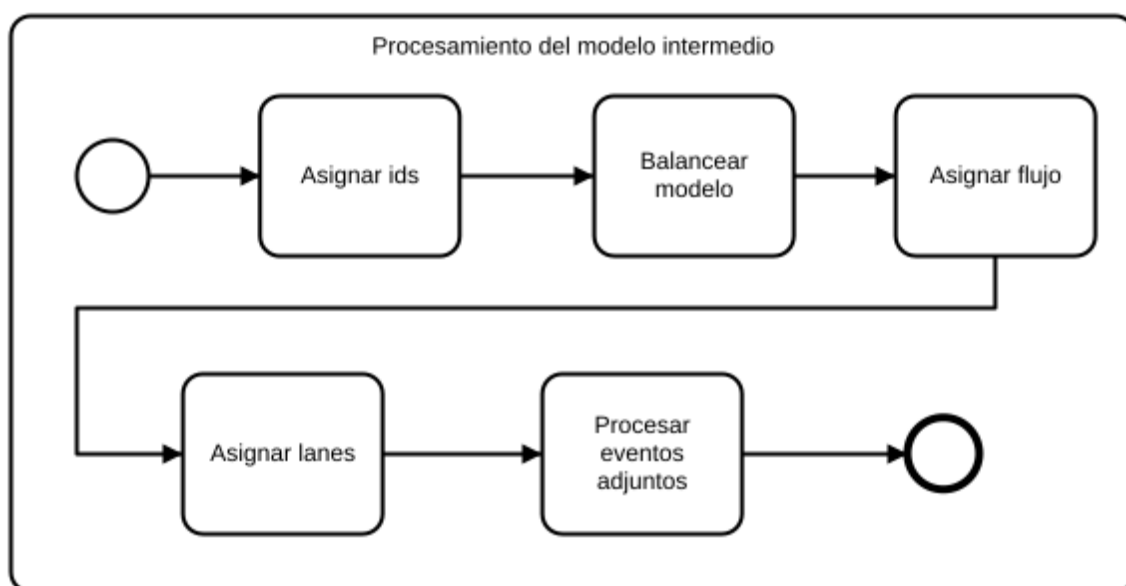 Procesamiento del modelo intermedio
Asignar ids
Balancear
modelo
Asignar flujo
Asignar lanes
Procesar
eventos
adjuntos